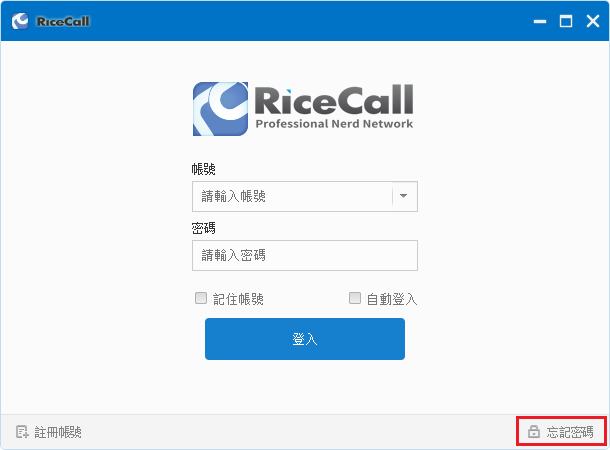 RiceCall
RiceCall
Professional Nerd Network
帳號
請輸入帳號
密碼
請輸入密碼
記住帳號 自動登入
登入
註冊帳號 忘記密碼